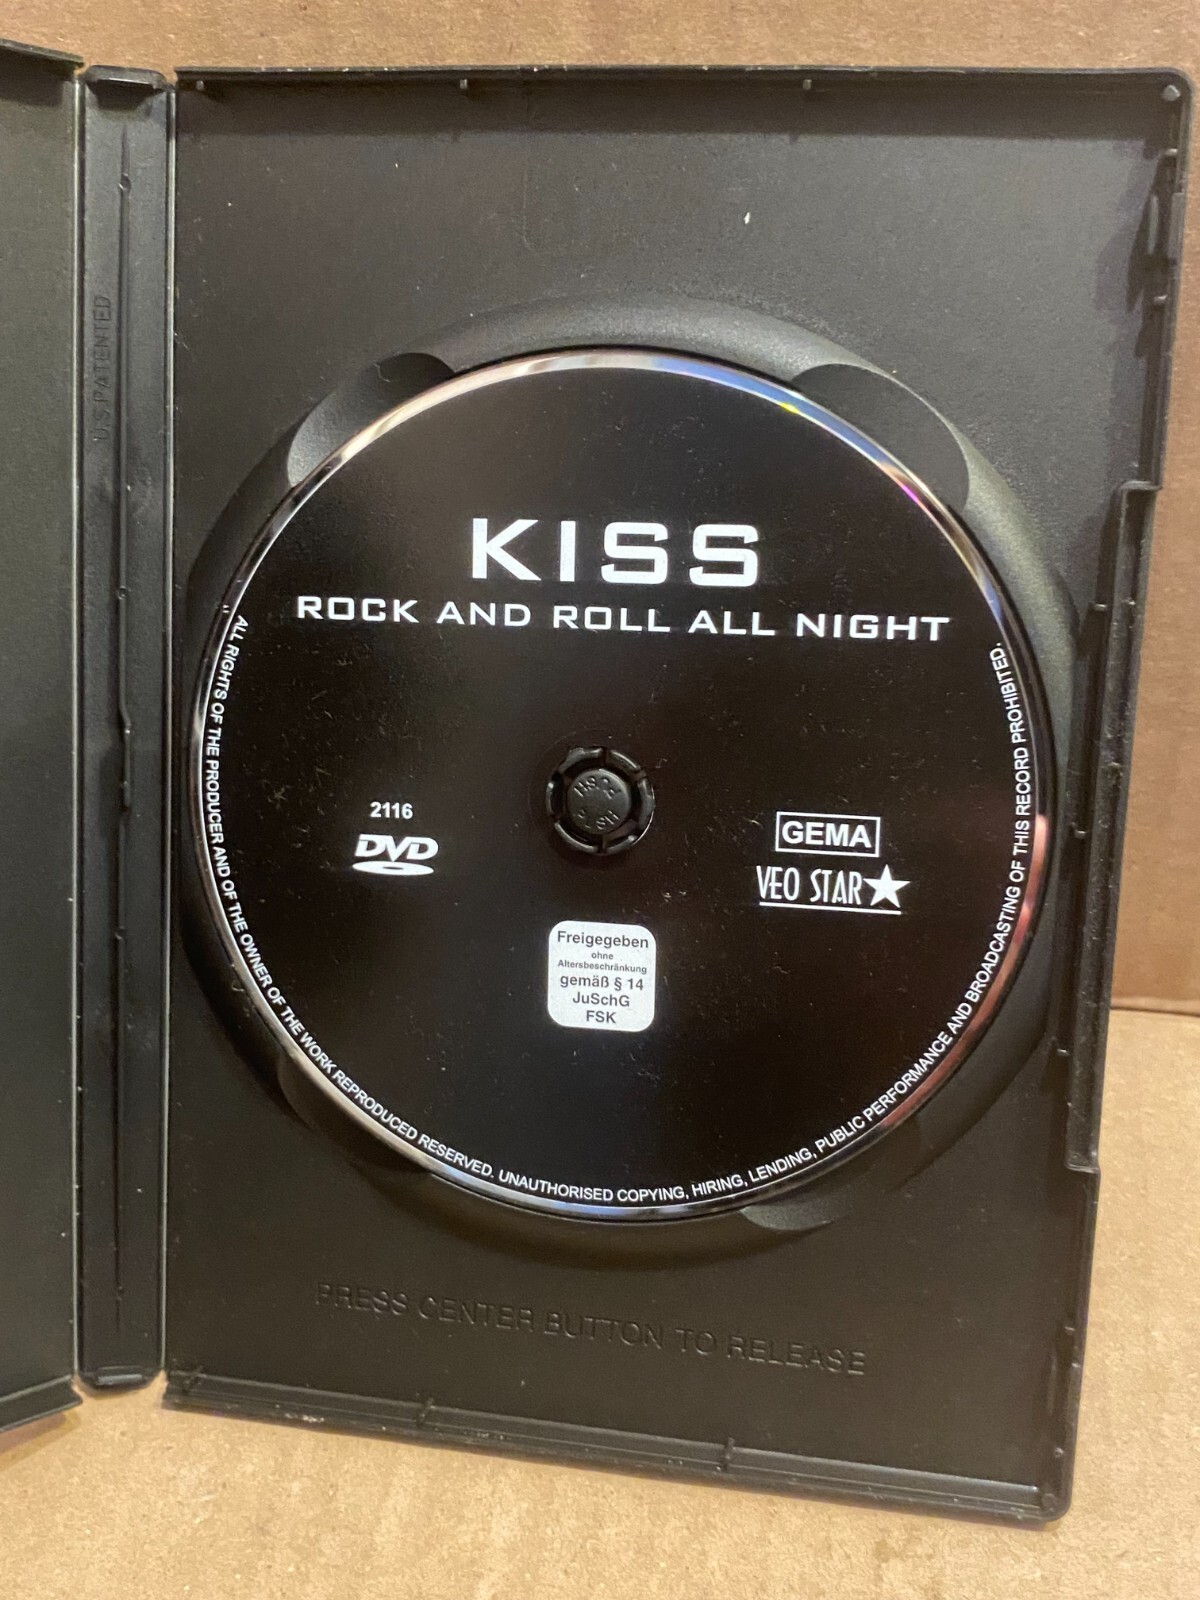 U.S PATENTED
KISS
ROCK AND ROLL ALL NIGHT
2116
DVD
PUSH
PUSH
GEMA
VEO STAR
Freigegeben
ohne
Altersbeschränkung
gemäß § 14
JuSchG
FSK
"ALL RIGHTS OF THE PRODUCER AND OF THE OWNER OF THE WORK REPRODUCED RESERVED. UNAUTHORISED COPYING, HIRING, LENDING, PUBLIC PERFORMANCE AND BROADCASTING OF THIS RECORD PROHIBITED.
PRESS CENTER BUTTON TO RELEASE